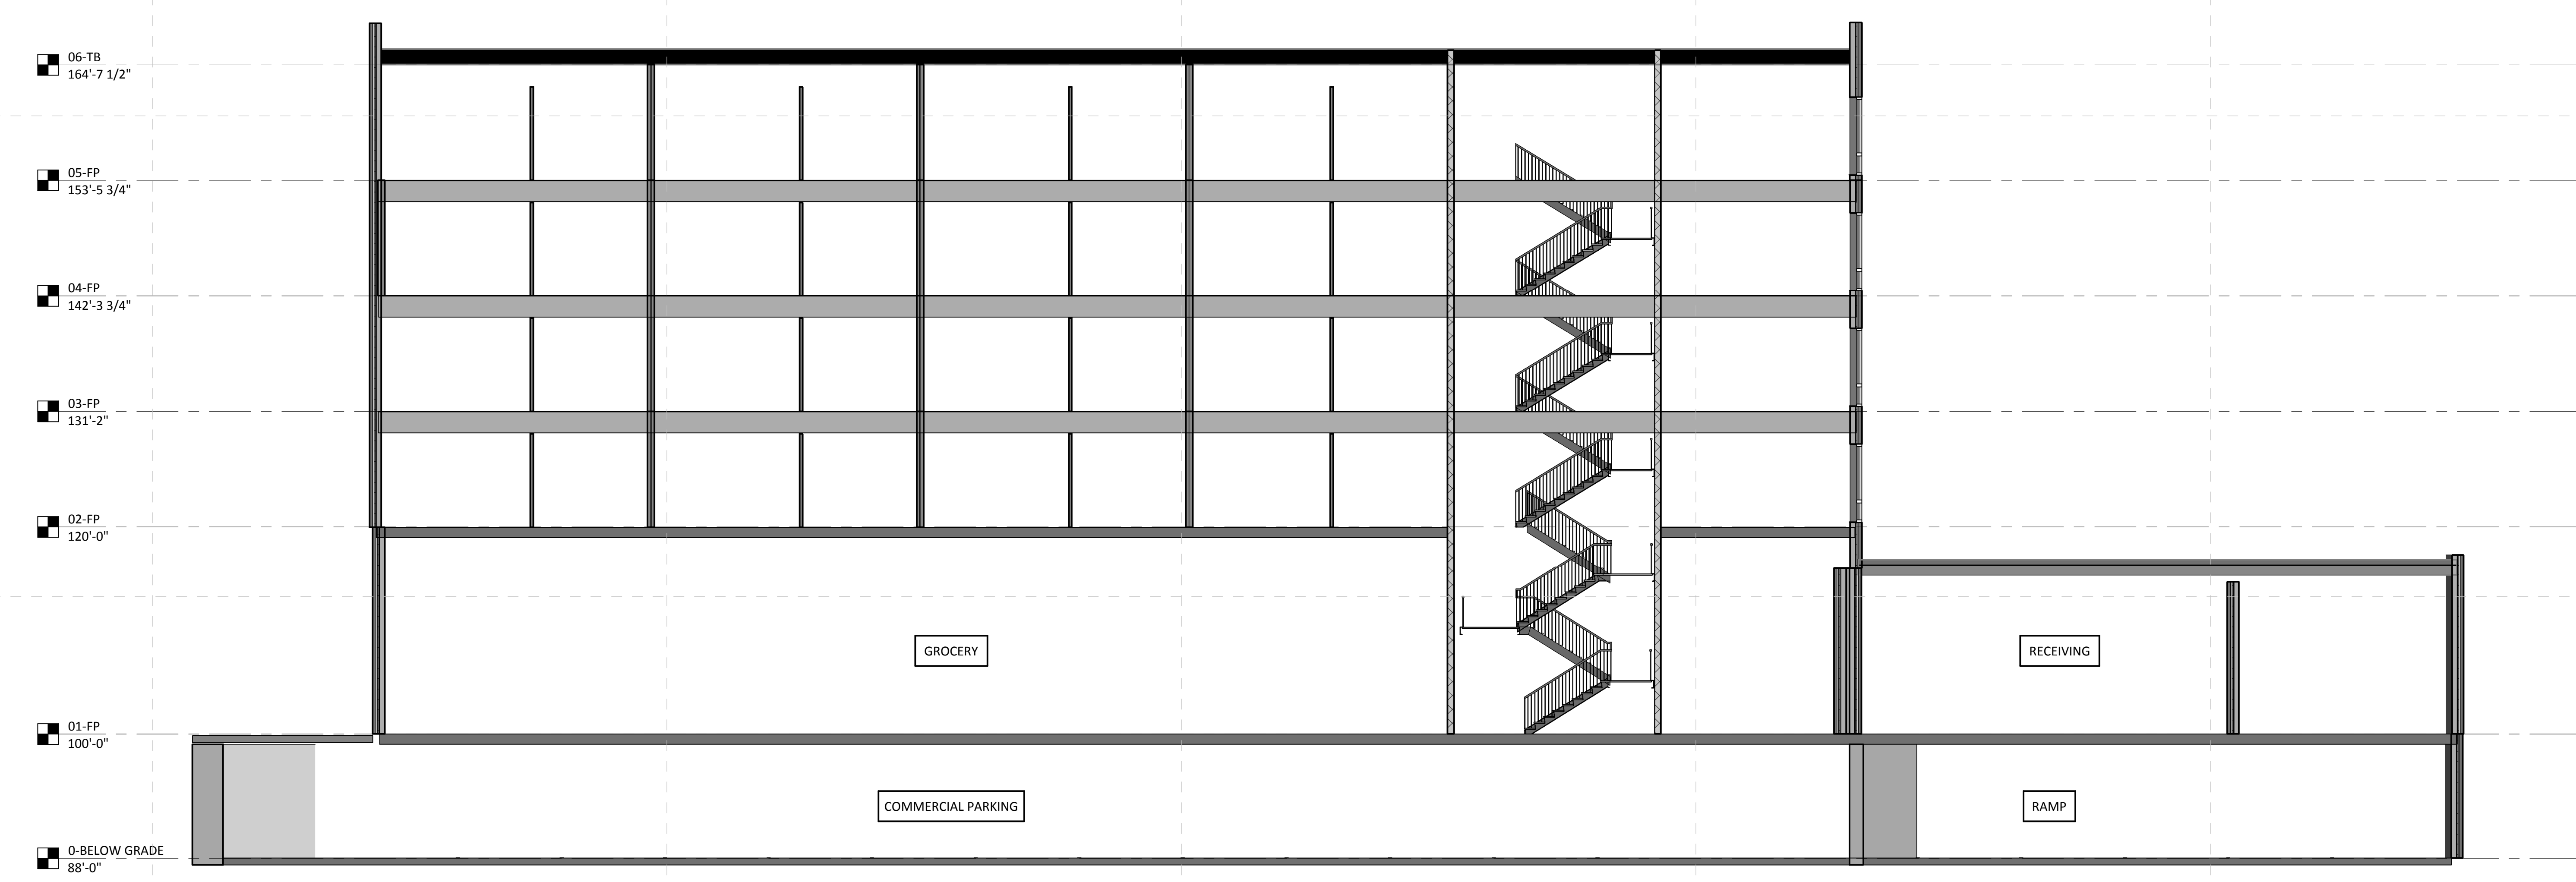 06-TB
164'-7 1/2"
05-FP
153'-5 3/4"
04-FP
142'-3 3/4"
03-FP
131'-2"
02-FP
120'-0"
GROCERY
RECEIVING
01-FP
100'-0"
COMMERCIAL PARKING
RAMP
0-BELOW GRADE
88'-0"